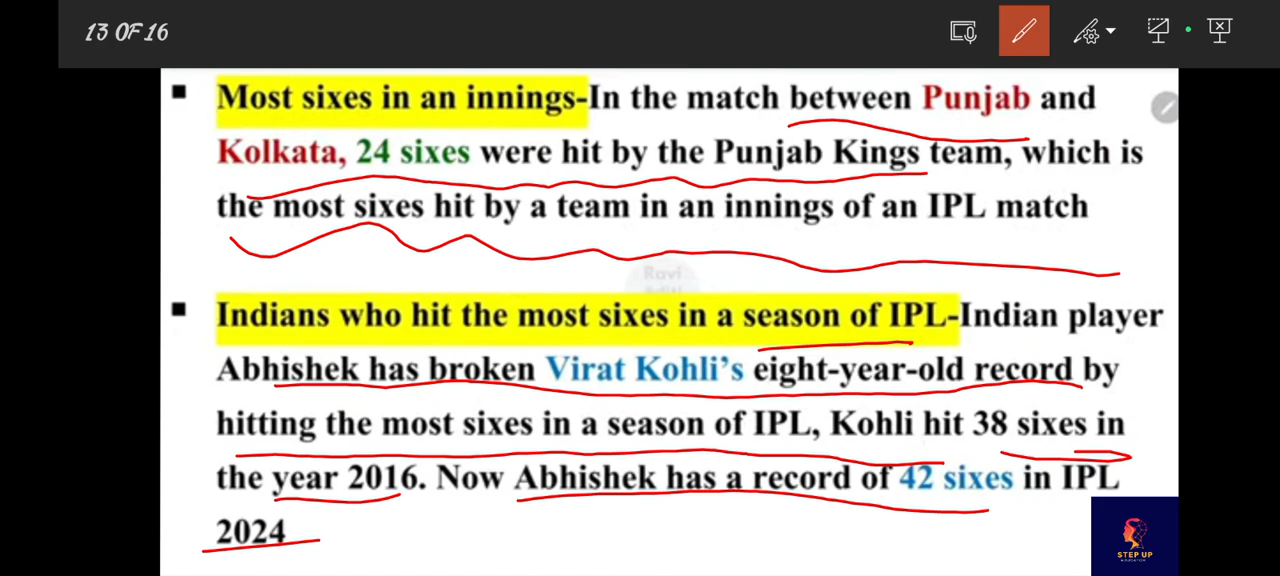 13 OF 16
▪ Most sixes in an innings-In the match between Punjab and
Kolkata, 24 sixes were hit by the Punjab Kings team, which is
the most sixes hit by a team in an innings of an IPL match
Ravi
▪ Indians who hit the most sixes in a season of IPL-Indian player
Abhishek has broken Virat Kohli's eight-year-old record by
hitting the most sixes in a season of IPL, Kohli hit 38 sixes in
the year 2016. Now Abhishek has a record of 42 sixes in IPL
2024
STEP UP